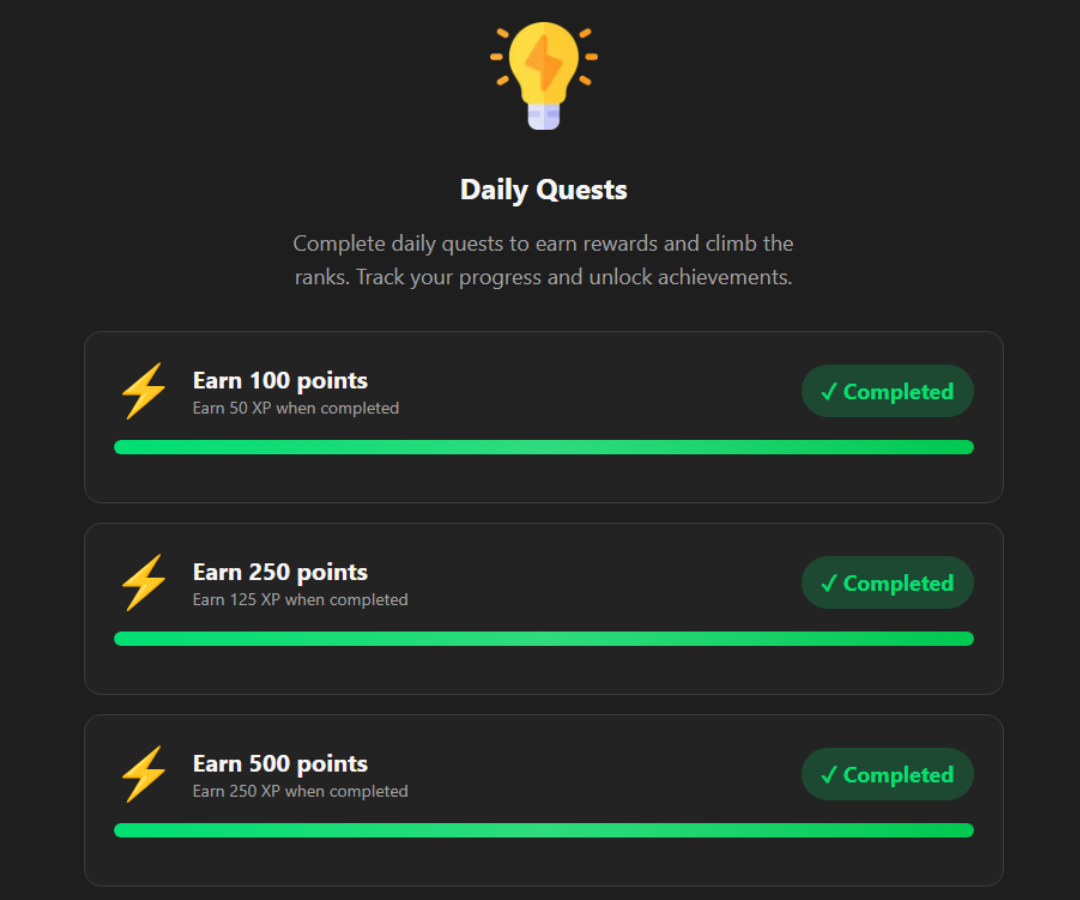 Daily Quests
Complete daily quests to earn rewards and climb the
ranks. Track your progress and unlock achievements.
Earn 100 points
Earn 50 XP when completed
✓ Completed
Earn 250 points
Earn 125 XP when completed
✓ Completed
Earn 500 points
Earn 250 XP when completed
✓ Completed